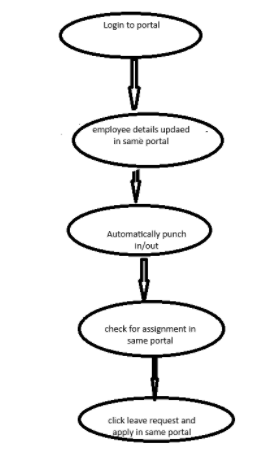 Login to portal
employee details updaed
in same portal
Automatically punch
in/out
check for assignment in
same portal
click leave request and
apply in same portal